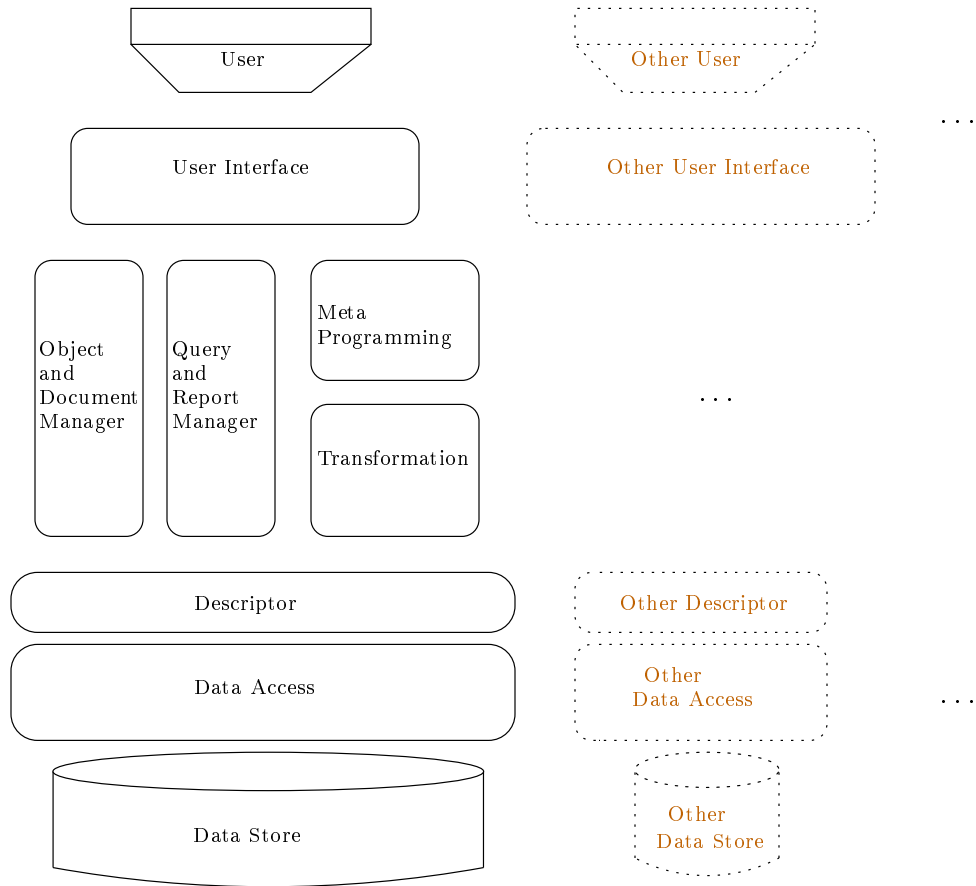 User
Other User
. . .
User Interface
Other User Interface
Object
and
Document
Manager
Query
and
Report
Manager
Meta
Programming
. . .
Transformation
Descriptor
Other Descriptor
Data Access
Other
Data Access
. . .
Data Store
Other
Data Store